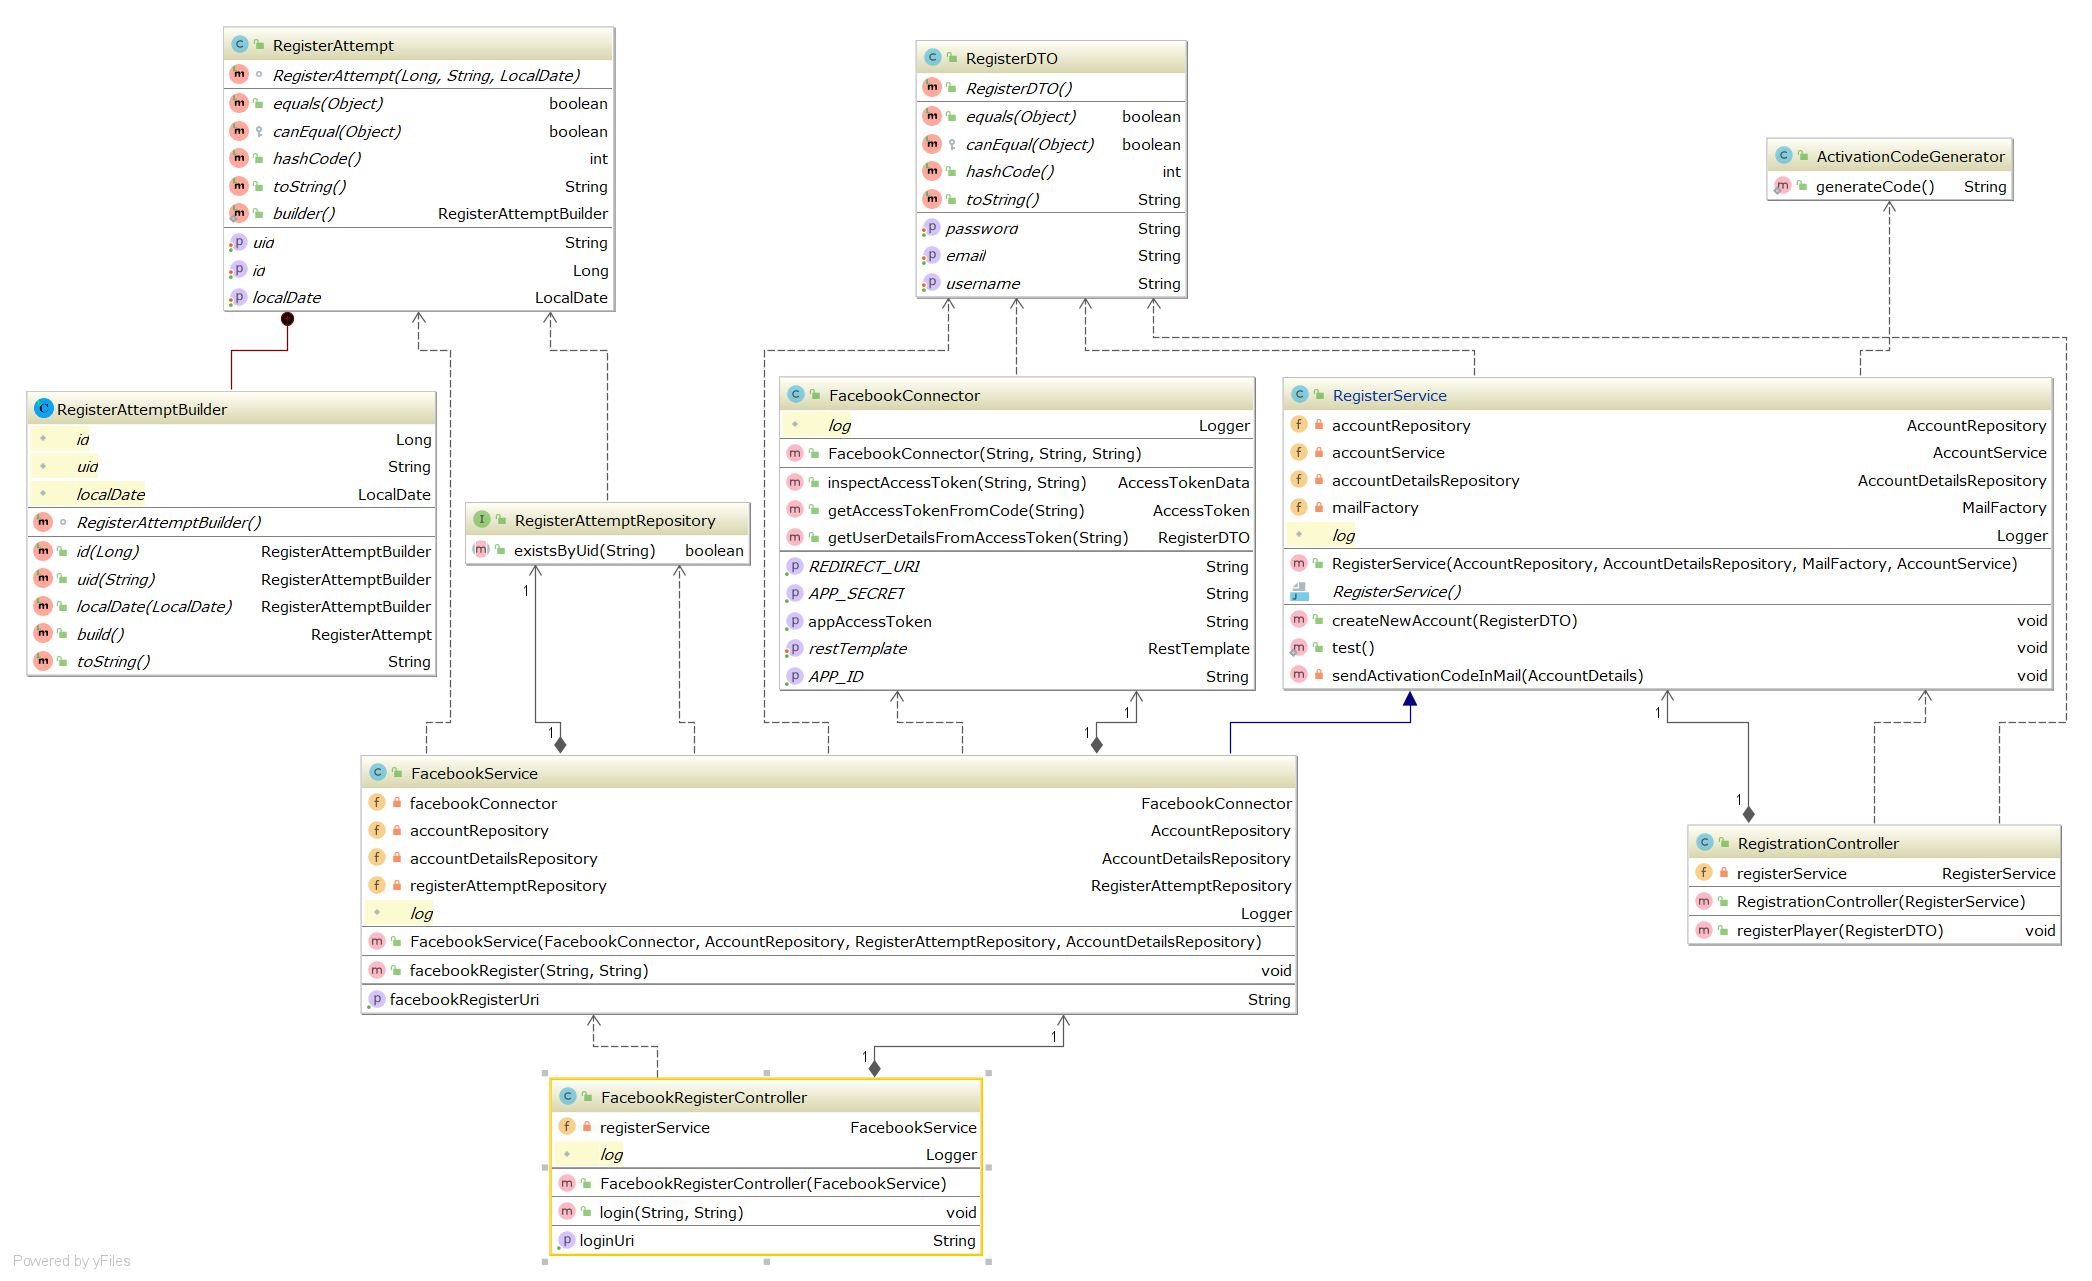 RegisterAttempt
RegisterAttempt(Long, String, LocalDate)
equals(Object) boolean
canEqual(Object) boolean
hashCode() int
toString() String
builder() RegisterAttemptBuilder
uid String
id Long
localDate LocalDate
RegisterDTO
RegisterDTO()
equals(Object) boolean
canEqual(Object) boolean
hashCode() int
toString() String
password String
email String
username String
ActivationCodeGenerator
generateCode() String
RegisterAttemptBuilder
id Long
uid String
localDate LocalDate
RegisterAttemptBuilder()
id(Long) RegisterAttemptBuilder
uid(String) RegisterAttemptBuilder
localDate(LocalDate) RegisterAttemptBuilder
build() RegisterAttempt
toString() String
RegisterAttemptRepository
existsByUid(String) boolean
FacebookConnector
log Logger
FacebookConnector(String, String, String)
inspectAccessToken(String, String) AccessTokenData
getAccessTokenFromCode(String) AccessToken
getUserDetailsFromAccessToken(String) RegisterDTO
REDIRECT_URI String
APP_SECRET String
appAccessToken String
restTemplate RestTemplate
APP_ID String
RegisterService
accountRepository AccountRepository
accountService AccountService
accountDetailsRepository AccountDetailsRepository
mailFactory MailFactory
log Logger
RegisterService(AccountRepository, AccountDetailsRepository, MailFactory, AccountService)
RegisterService()
createNewAccount(RegisterDTO) void
test() void
sendActivationCodeInMail(AccountDetails) void
1
1
1
1
1
1
FacebookService
facebookConnector FacebookConnector
accountRepository AccountRepository
accountDetailsRepository AccountDetailsRepository
registerAttemptRepository RegisterAttemptRepository
log Logger
FacebookService(FacebookConnector, AccountRepository, RegisterAttemptRepository, AccountDetailsRepository)
facebookRegister(String, String) void
facebookRegisterUri String
RegistrationController
registerService RegisterService
RegistrationController(RegisterService)
registerPlayer(RegisterDTO) void
1
1
FacebookRegisterController
registerService FacebookService
log Logger
FacebookRegisterController(FacebookService)
login(String, String) void
loginUri String
Powered by yFiles